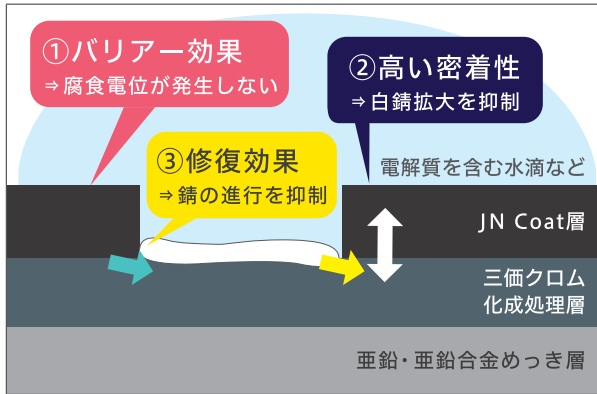 ①バリアー効果
⇒腐食電位が発生しない
②高い密着性
⇒白錆拡大を抑制
③修復効果
⇒錆の進行を抑制
電解質を含む水滴など
JN Coat層
三価クロム
化成処理層
亜鉛・亜鉛合金めっき層